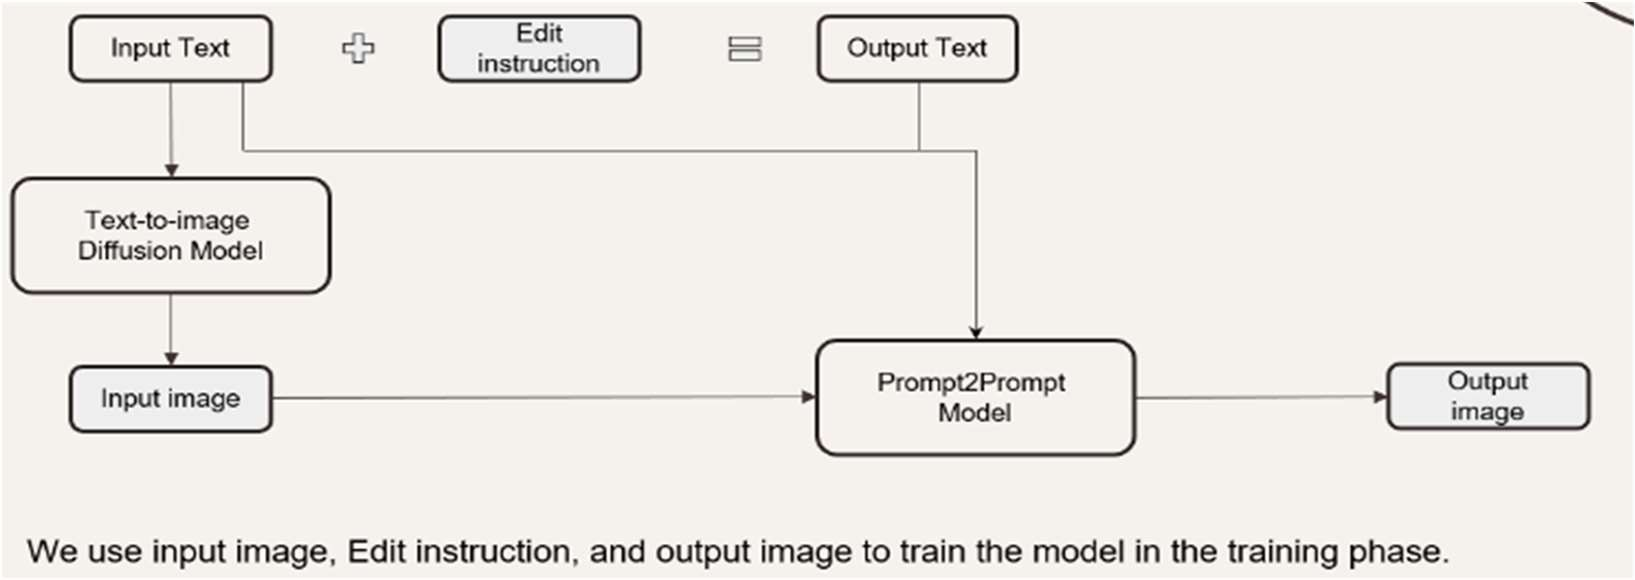 Input Text
Edit
instruction
Output Text
Text-to-image
Diffusion Model
Input image
Prompt2Prompt
Model
Output
image
We use input image, Edit instruction, and output image to train the model in the training phase.